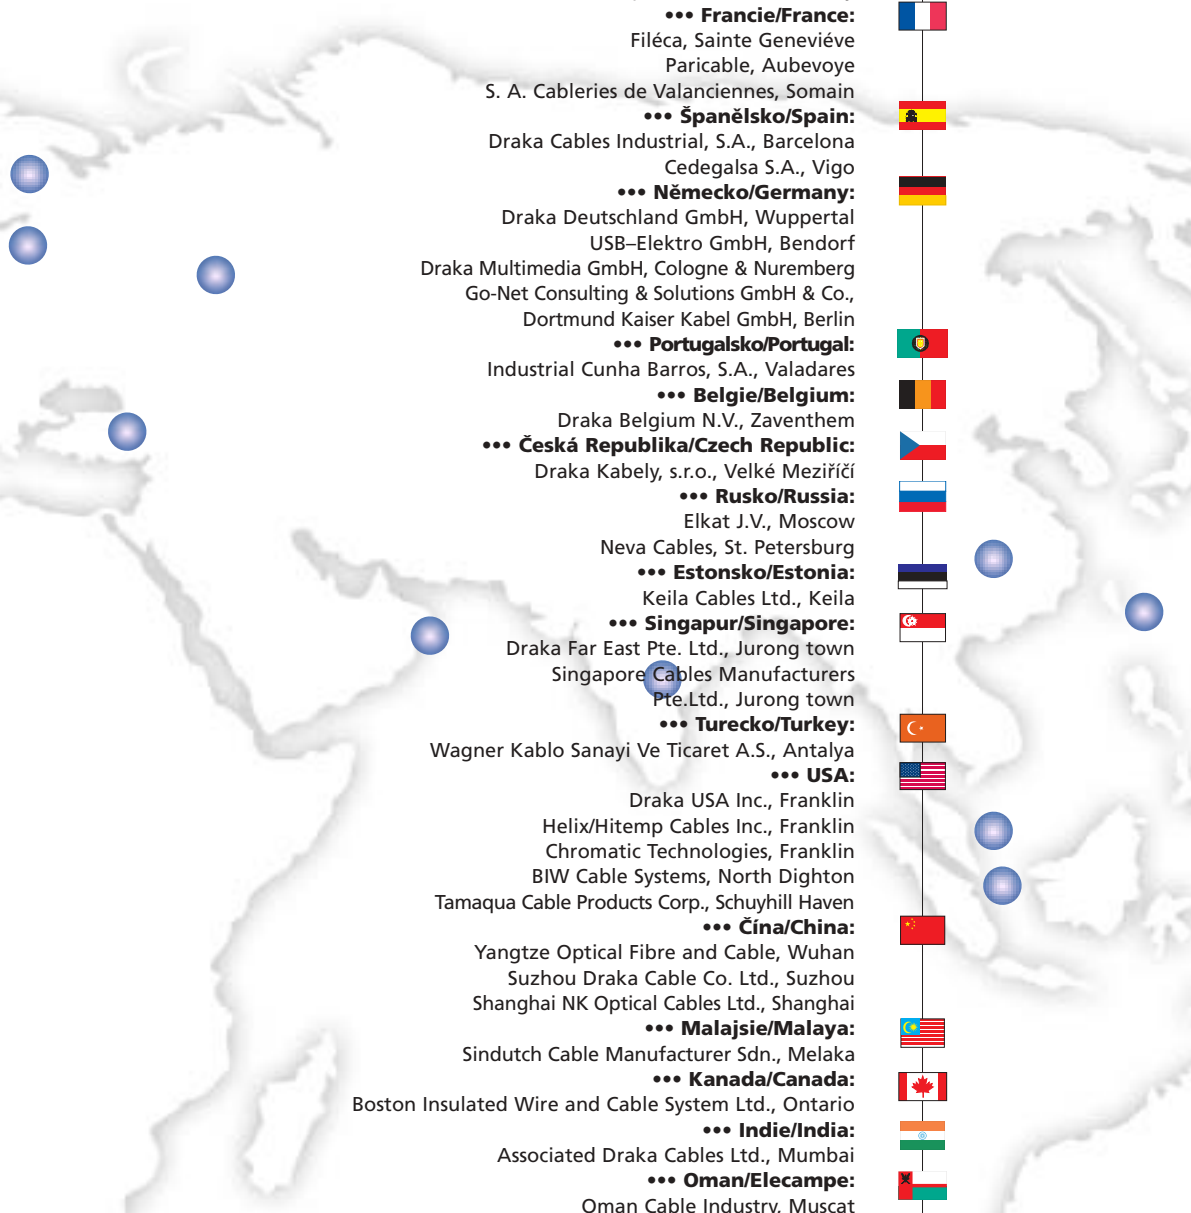 ••• Francie/France:
Filéca, Sainte Geneviéve
Paricable, Aubevoye
S. A. Cableries de Valanciennes, Somain
••• Španělsko/Spain:
Draka Cables Industrial, S.A., Barcelona
Cedegalsa S.A., Vigo
••• Německo/Germany:
Draka Deutschland GmbH, Wuppertal
USB–Elektro GmbH, Bendorf
Draka Multimedia GmbH, Cologne & Nuremberg
Go-Net Consulting & Solutions GmbH & Co.,
Dortmund Kaiser Kabel GmbH, Berlin
••• Portugalsko/Portugal:
Industrial Cunha Barros, S.A., Valadares
••• Belgie/Belgium:
Draka Belgium N.V., Zaventhem
••• Česká Republika/Czech Republic:
Draka Kabely, s.r.o., Velké Meziříčí
••• Rusko/Russia:
Elkat J.V., Moscow
Neva Cables, St. Petersburg
••• Estonsko/Estonia:
Keila Cables Ltd., Keila
••• Singapur/Singapore:
Draka Far East Pte. Ltd., Jurong town
Singapore Cables Manufacturers
Pte.Ltd., Jurong town
••• Turecko/Turkey:
Wagner Kablo Sanayi Ve Ticaret A.S., Antalya
••• USA:
Draka USA Inc., Franklin
Helix/Hitemp Cables Inc., Franklin
Chromatic Technologies, Franklin
BIW Cable Systems, North Dighton
Tamaqua Cable Products Corp., Schuyhill Haven
••• Čína/China:
Yangtze Optical Fibre and Cable, Wuhan
Suzhou Draka Cable Co. Ltd., Suzhou
Shanghai NK Optical Cables Ltd., Shanghai
••• Malajsie/Malaya:
Sindutch Cable Manufacturer Sdn., Melaka
••• Kanada/Canada:
Boston Insulated Wire and Cable System Ltd., Ontario
••• Indie/India:
Associated Draka Cables Ltd., Mumbai
••• Oman/Elecampe:
Oman Cable Industry, Muscat